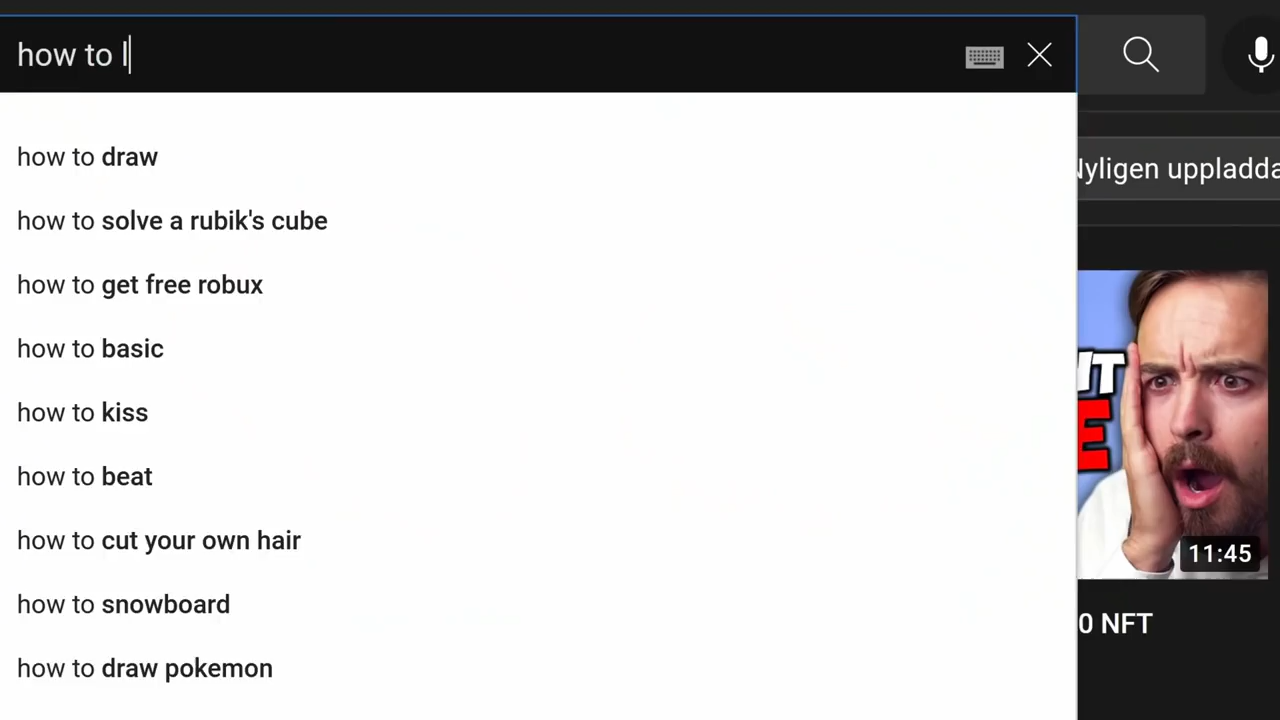 how to l
how to draw
how to solve a rubik's cube
how to get free robux
how to basic
how to kiss
how to beat
how to cut your own hair
how to snowboard
how to draw pokemon
Nyligen uppladda
11:45
0 NFT